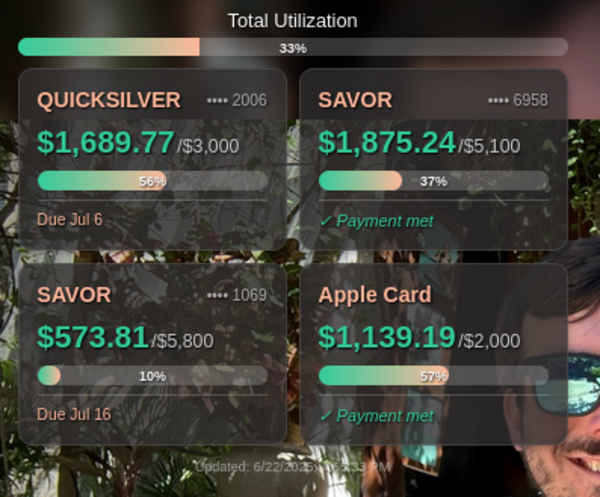 Total Utilization
33%
QUICKSILVER •••• 2006
$1,689.77/$3,000
56%
Due Jul 6
SAVOR •••• 6958
$1,875.24/$5,100
37%
✓ Payment met
SAVOR •••• 1069
$573.81/$5,800
10%
Due Jul 16
Apple Card
$1,139.19/$2,000
57%
✓ Payment met
Updated: 6/22/2025, PM